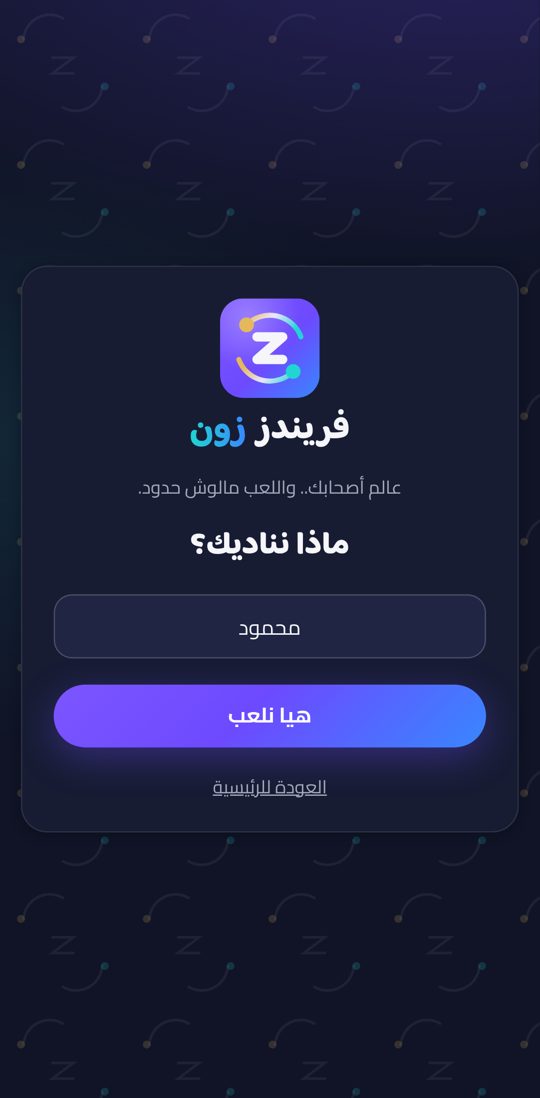 Z
فريندز زون
عالم أصحابك.. واللعب مالوش حدود.
ماذا نناديك؟
محمود
هيا نلعب
العودة للرئيسية